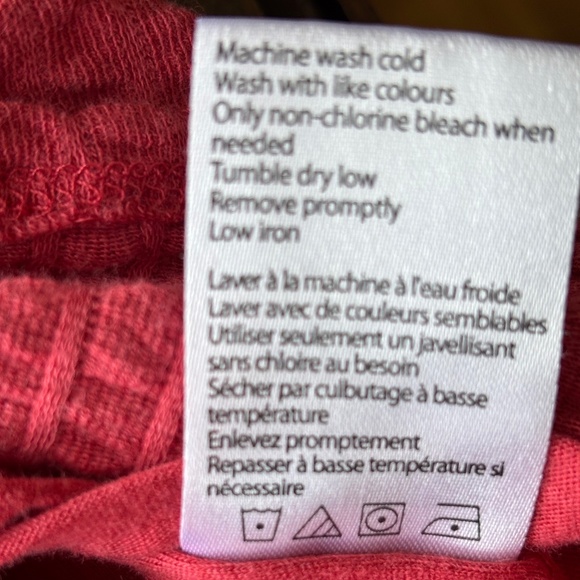 Machine wash cold
Wash with like colours
Only non-chlorine bleach when
needed
Tumble dry low
Remove promptly
Low iron
Laver à la machine à l'eau froide
Laver avec de couleurs semblables
Utiliser seulement un javellisant
sans chloire au besoin
Sécher par culbutage à basse
température
Enlevez promptement
Repasser à basse température si
nécessaire